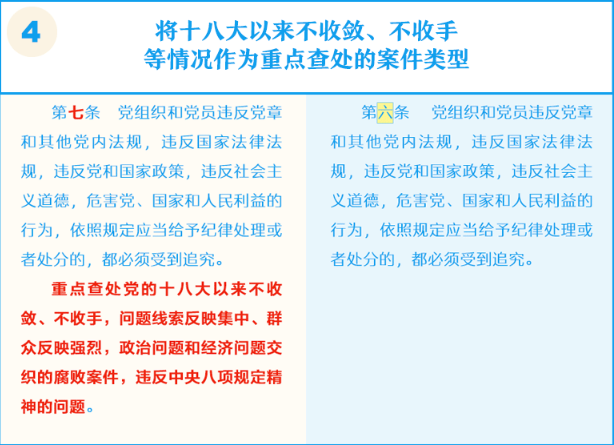 4
将十八大以来不收敛、不收手
等情况作为重点查处的案件类型
第七条 党组织和党员违反党章
和其他党内法规，违反国家法律法
规，违反党和国家政策，违反社会主
义道德，危害党、国家和人民利益的
行为，依照规定应当给予纪律处理或
者处分的，都必须受到追究。
重点查处党的十八大以来不收
敛、不收手，问题线索反映集中、群
众反映强烈，政治问题和经济问题交
织的腐败案件，违反中央八项规定精
神的问题。
第六条 党组织和党员违反党章
和其他党内法规，违反国家法律法
规，违反党和国家政策，违反社会主
义道德，危害党、国家和人民利益的
行为，依照规定应当给予纪律处理或
者处分的，都必须受到追究。